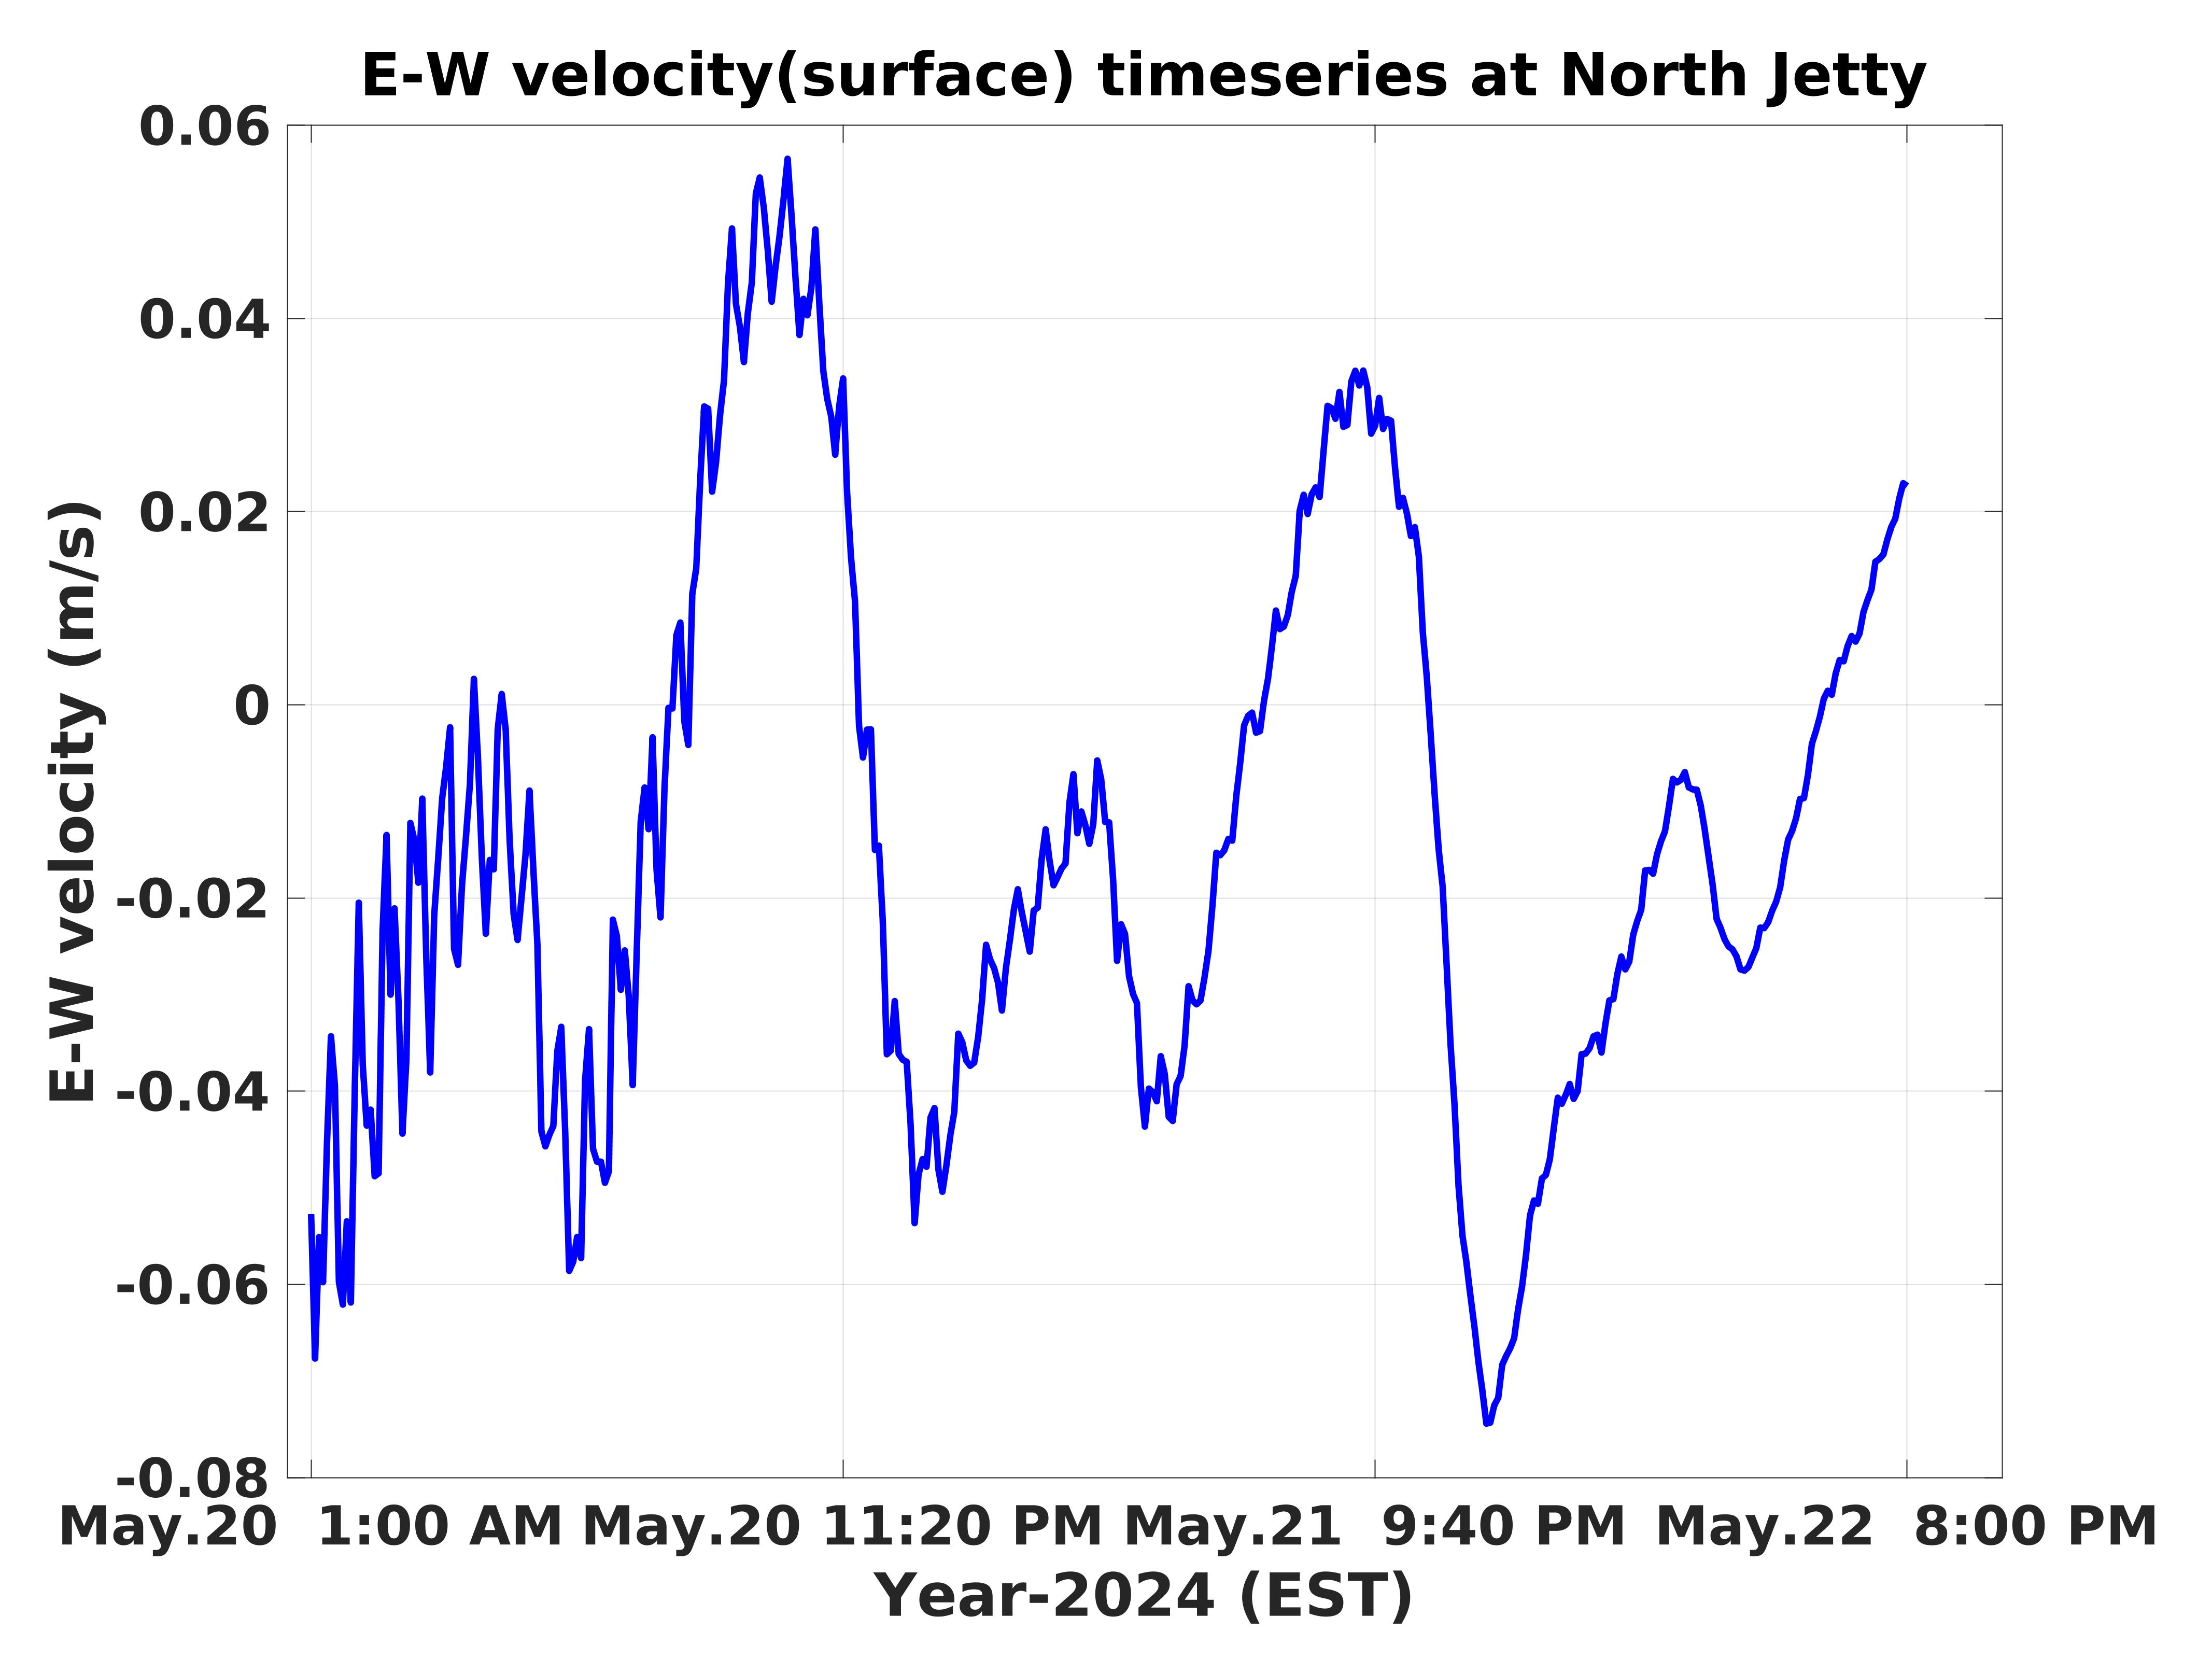 E-W velocity(surface) timeseries at North Jetty
0.06
0.04
0.02
0
-0.02
-0.04
-0.06
-0.08
E-W velocity (m/s)
May.20 1:00 AM May.20 11:20 PM May.21 9:40 PM May.22 8:00 PM
Year-2024 (EST)